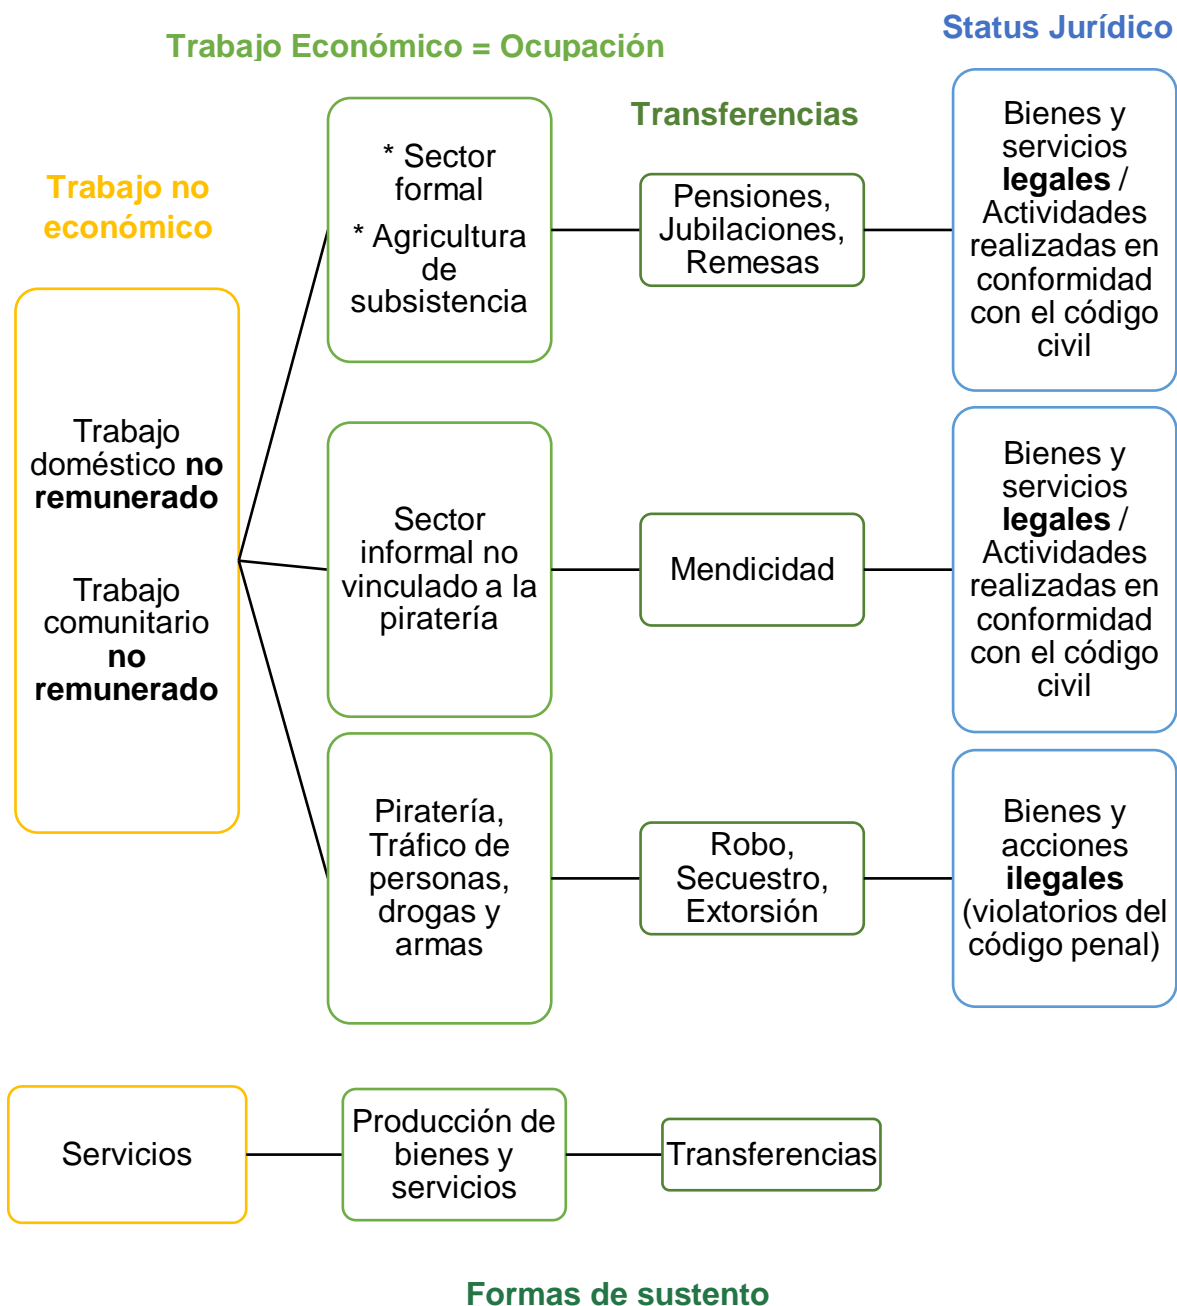 Status Jurídico
Trabajo Económico = Ocupación
Transferencias
Trabajo no
económico
Trabajo
doméstico no
remunerado
Trabajo
comunitario
no
remunerado
* Sector
formal
* Agricultura
de
subsistencia
Pensiones,
Jubilaciones,
Remesas
Bienes y
servicios
legales /
Actividades
realizadas en
conformidad
con el código
civil
Sector
informal no
vinculado a la
piratería
Mendicidad
Bienes y
servicios
legales /
Actividades
realizadas en
conformidad
con el código
civil
Piratería,
Tráfico de
personas,
drogas y
armas
Robo,
Secuestro,
Extorsión
Bienes y
acciones
ilegales
(violatorios del
código penal)
Servicios
Producción de
bienes y
servicios
Transferencias
Formas de sustento